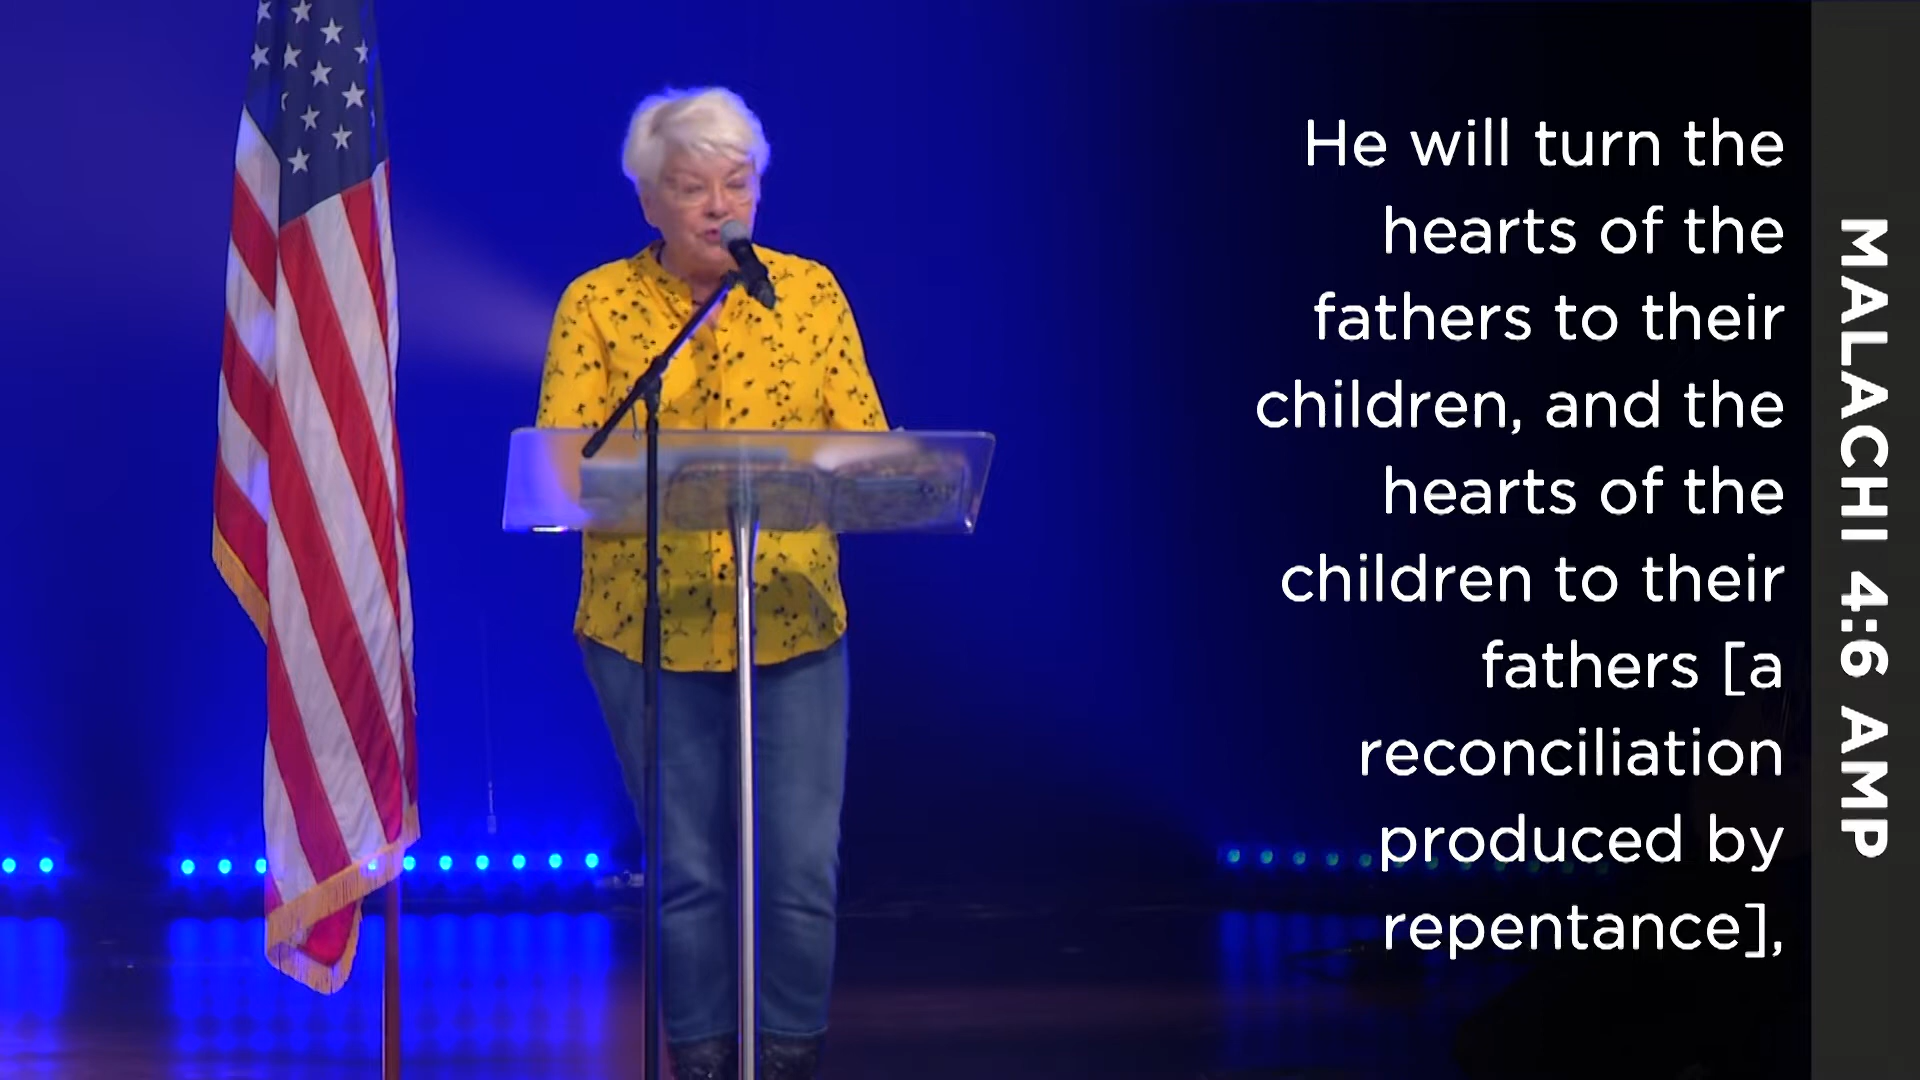 He will turn the
hearts of the
fathers to their
children, and the
hearts of the
children to their
fathers [a
reconciliation
produced by
repentance],
MALACHI 4:6 AMP